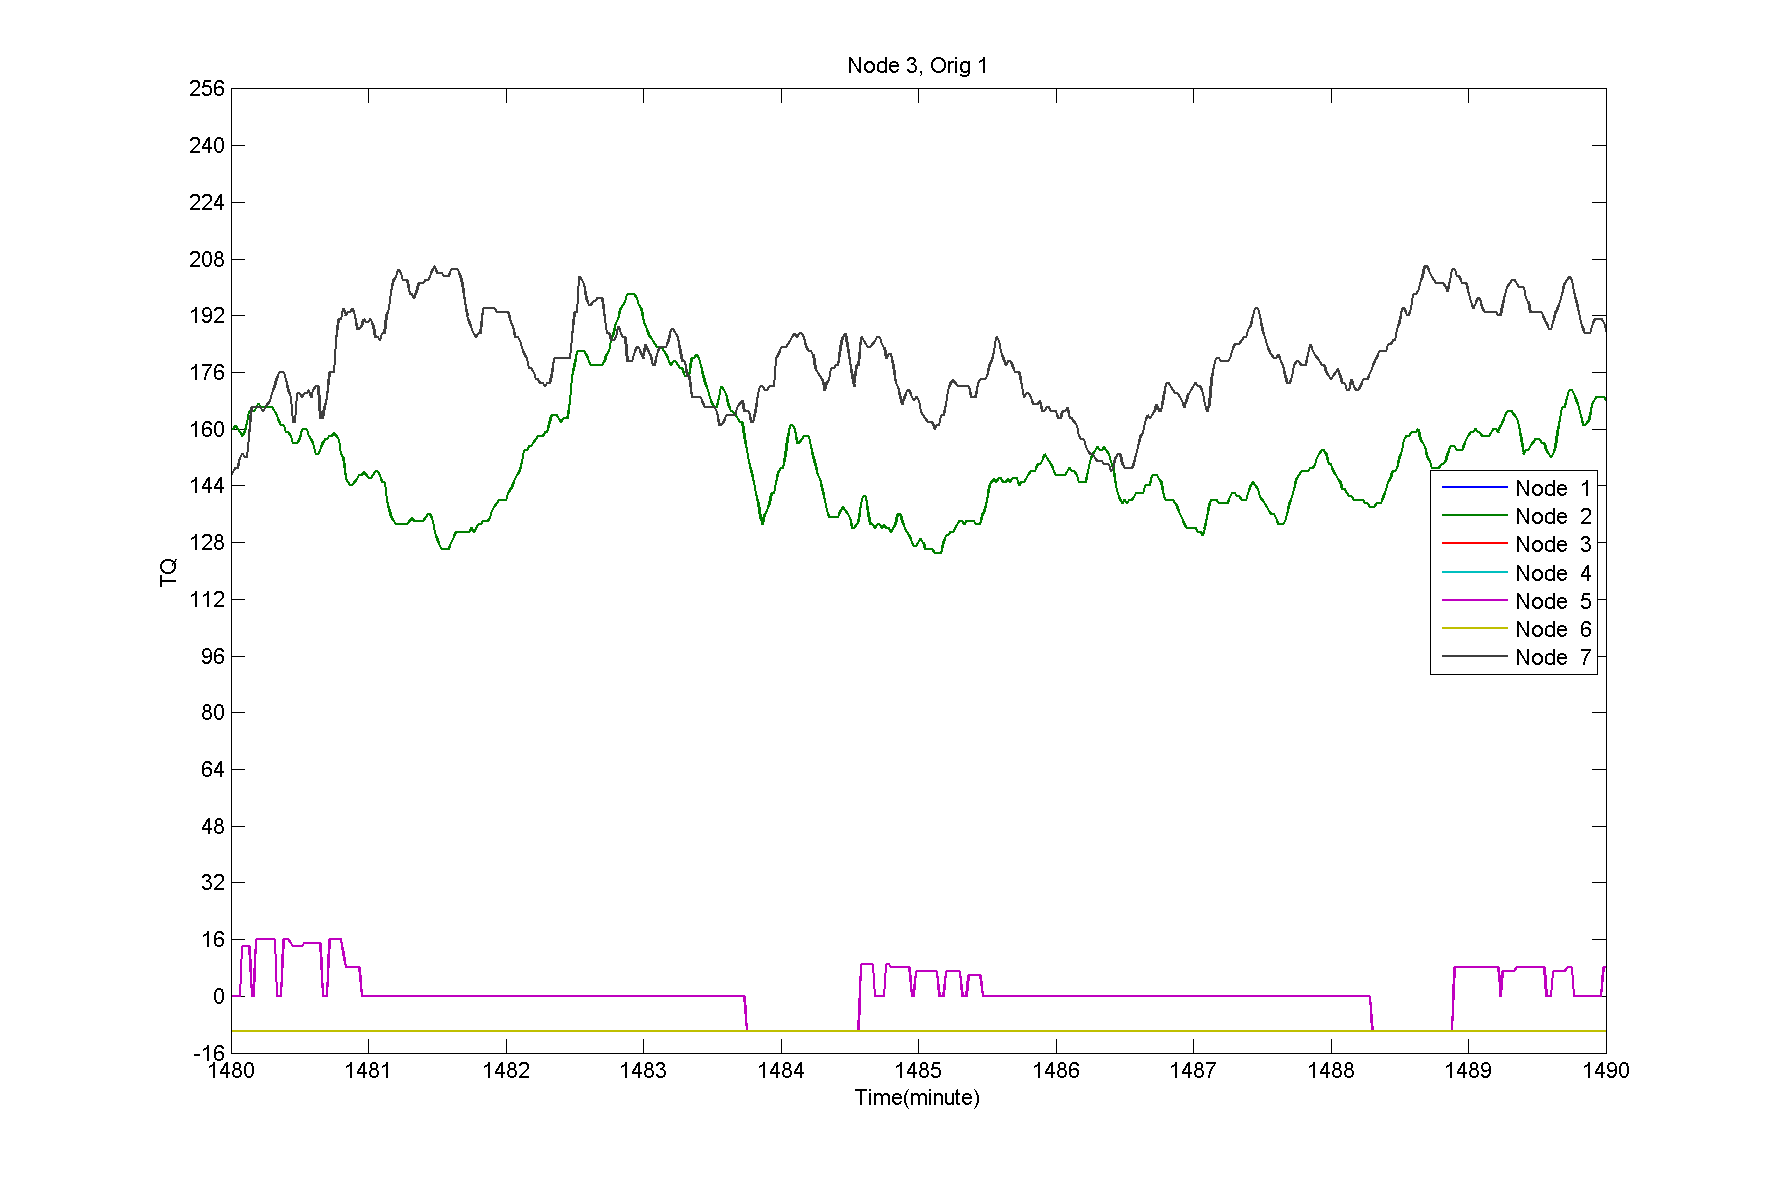 Node 3, Orig 1
256
240
224
208
192
176
160
144
128
112
96
80
64
48
32
16
0
-16
TQ
Node 1
Node 2
Node 3
Node 4
Node 5
Node 6
Node 7
1480 1481 1482 1483 1484 1485 1486 1487 1488 1489 1490
Time(minute)